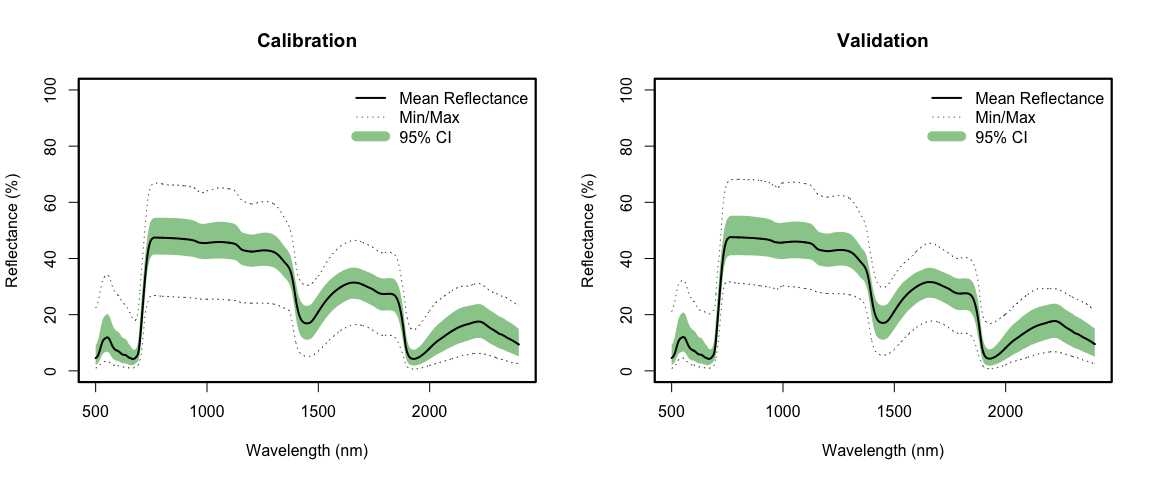 Calibration
Reflectance (%)
100
80
60
40
20
0
Mean Reflectance
Min/Max
95% CI
500 1000 1500 2000
Wavelength (nm)
Validation
Reflectance (%)
100
80
60
40
20
0
Mean Reflectance
Min/Max
95% CI
500 1000 1500 2000
Wavelength (nm)